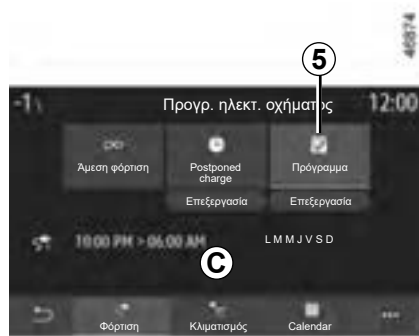 46874
5
-1
Προγρ. ηλεκτ. οχήματος
12:00
Άμεση φόρτιση
Postponed charge
Πρόγραμμα
Επεξεργασία
Επεξεργασία
10:00 PM > 06:00 AM
L M M J V S D
C
Φόρτιση
Κλιματισμός
Calendar